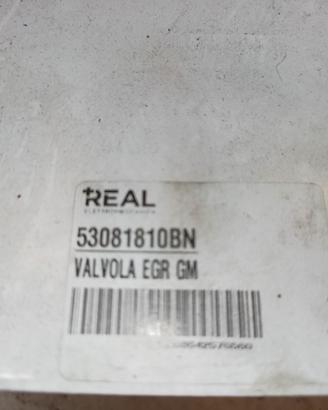 REAL
53081810BN
VALVOLA EGR GM